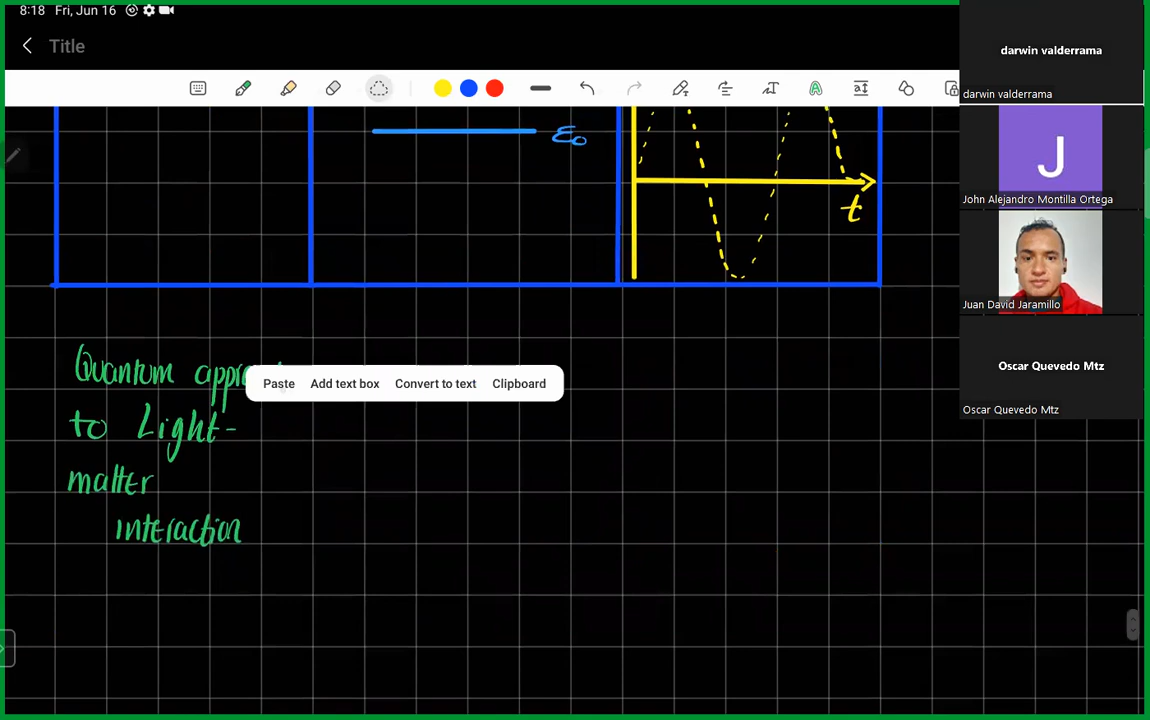 8:18 Fri, Jun 16
darwin valderrama
Title
darwin valderrama
J
John Alejandro Montilla Ortega
ε₀
t
Juan David Jaramillo
Quantum
Paste Add text box Convert to text Clipboard
Oscar Quevedo Mtz
Oscar Quevedo Mtz
to Light-
matter
interaction